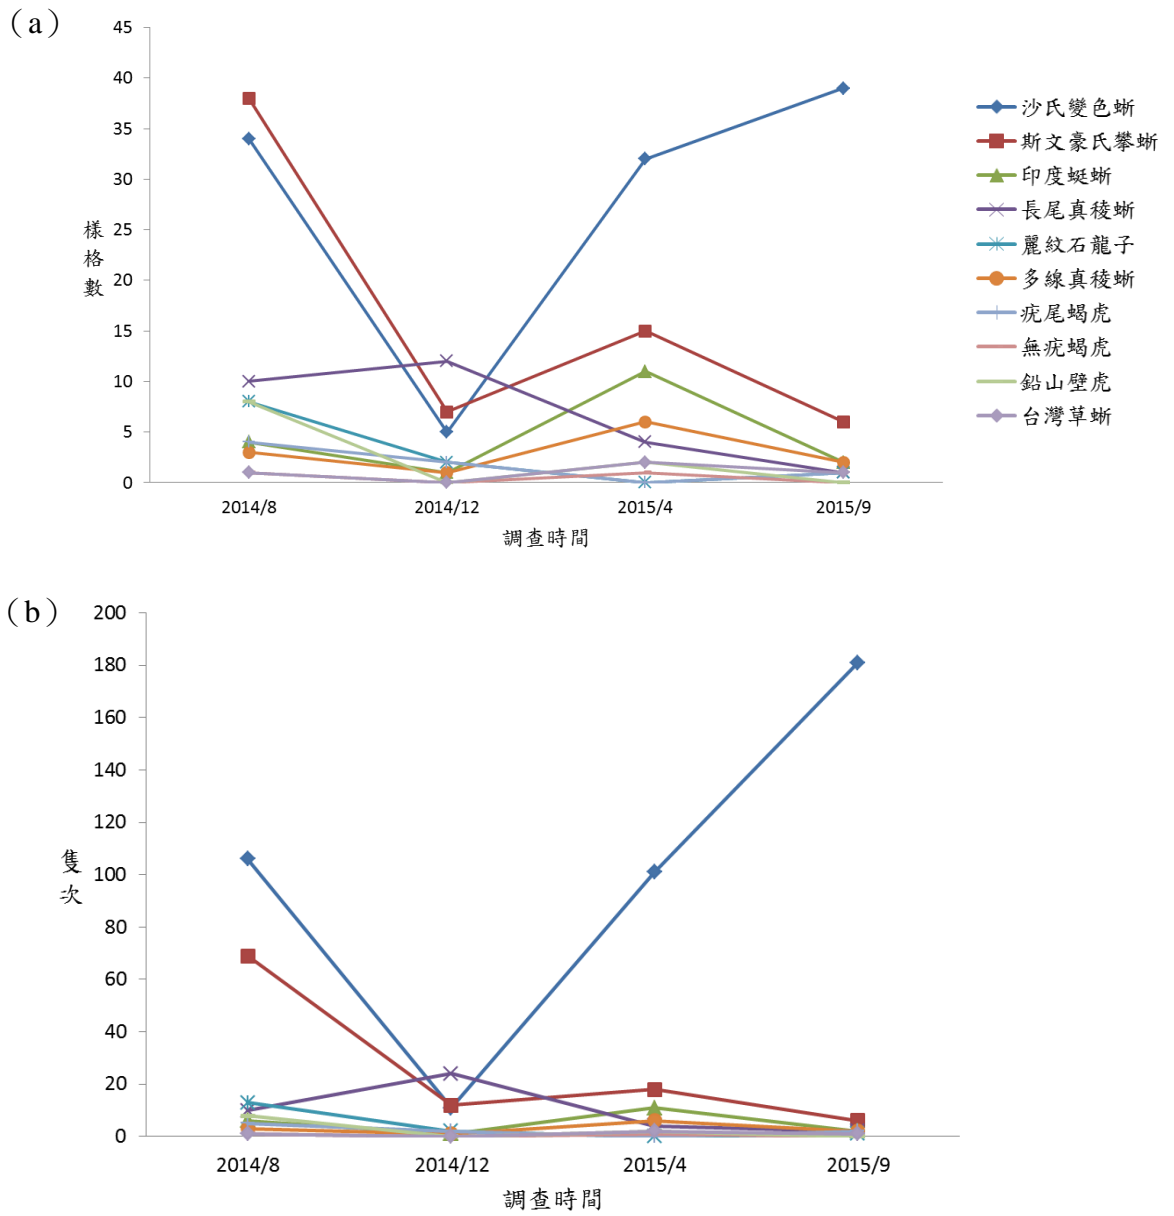 (a)
45
40
35
30
25
20
15
10
5
0
樣格數
2014/8
2014/12
2015/4
2015/9
調查時間
沙氏變色蜥
斯文豪氏攀蜥
印度蜓蜥
長尾真稜蜥
麗紋石龍子
多線真稜蜥
疣尾蝎虎
無疣蝎虎
鉛山壁虎
台灣草蜥
(b)
200
180
160
140
120
100
80
60
40
20
0
隻次
2014/8
2014/12
2015/4
2015/9
調查時間